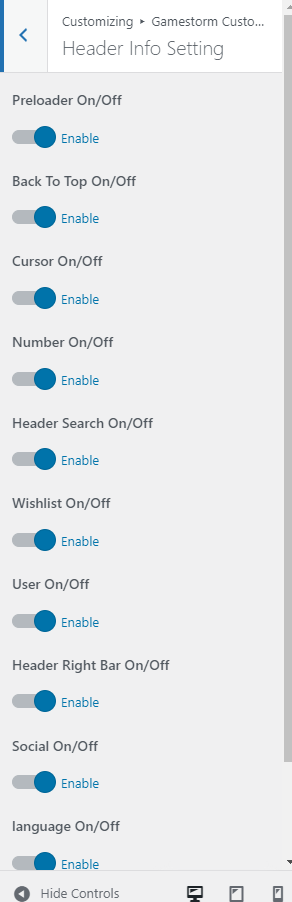 Customizing ▸ Gamestorm Custo...
Header Info Setting
Preloader On/Off
Enable
Back To Top On/Off
Enable
Cursor On/Off
Enable
Number On/Off
Enable
Header Search On/Off
Enable
Wishlist On/Off
Enable
User On/Off
Enable
Header Right Bar On/Off
Enable
Social On/Off
Enable
language On/Off
Enable
Hide Controls